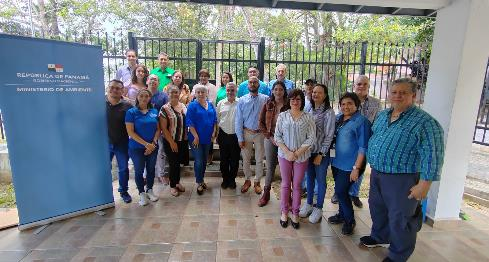 REPÚBLICA DE PANAMÁ
MINISTERIO DE AMBIENTE